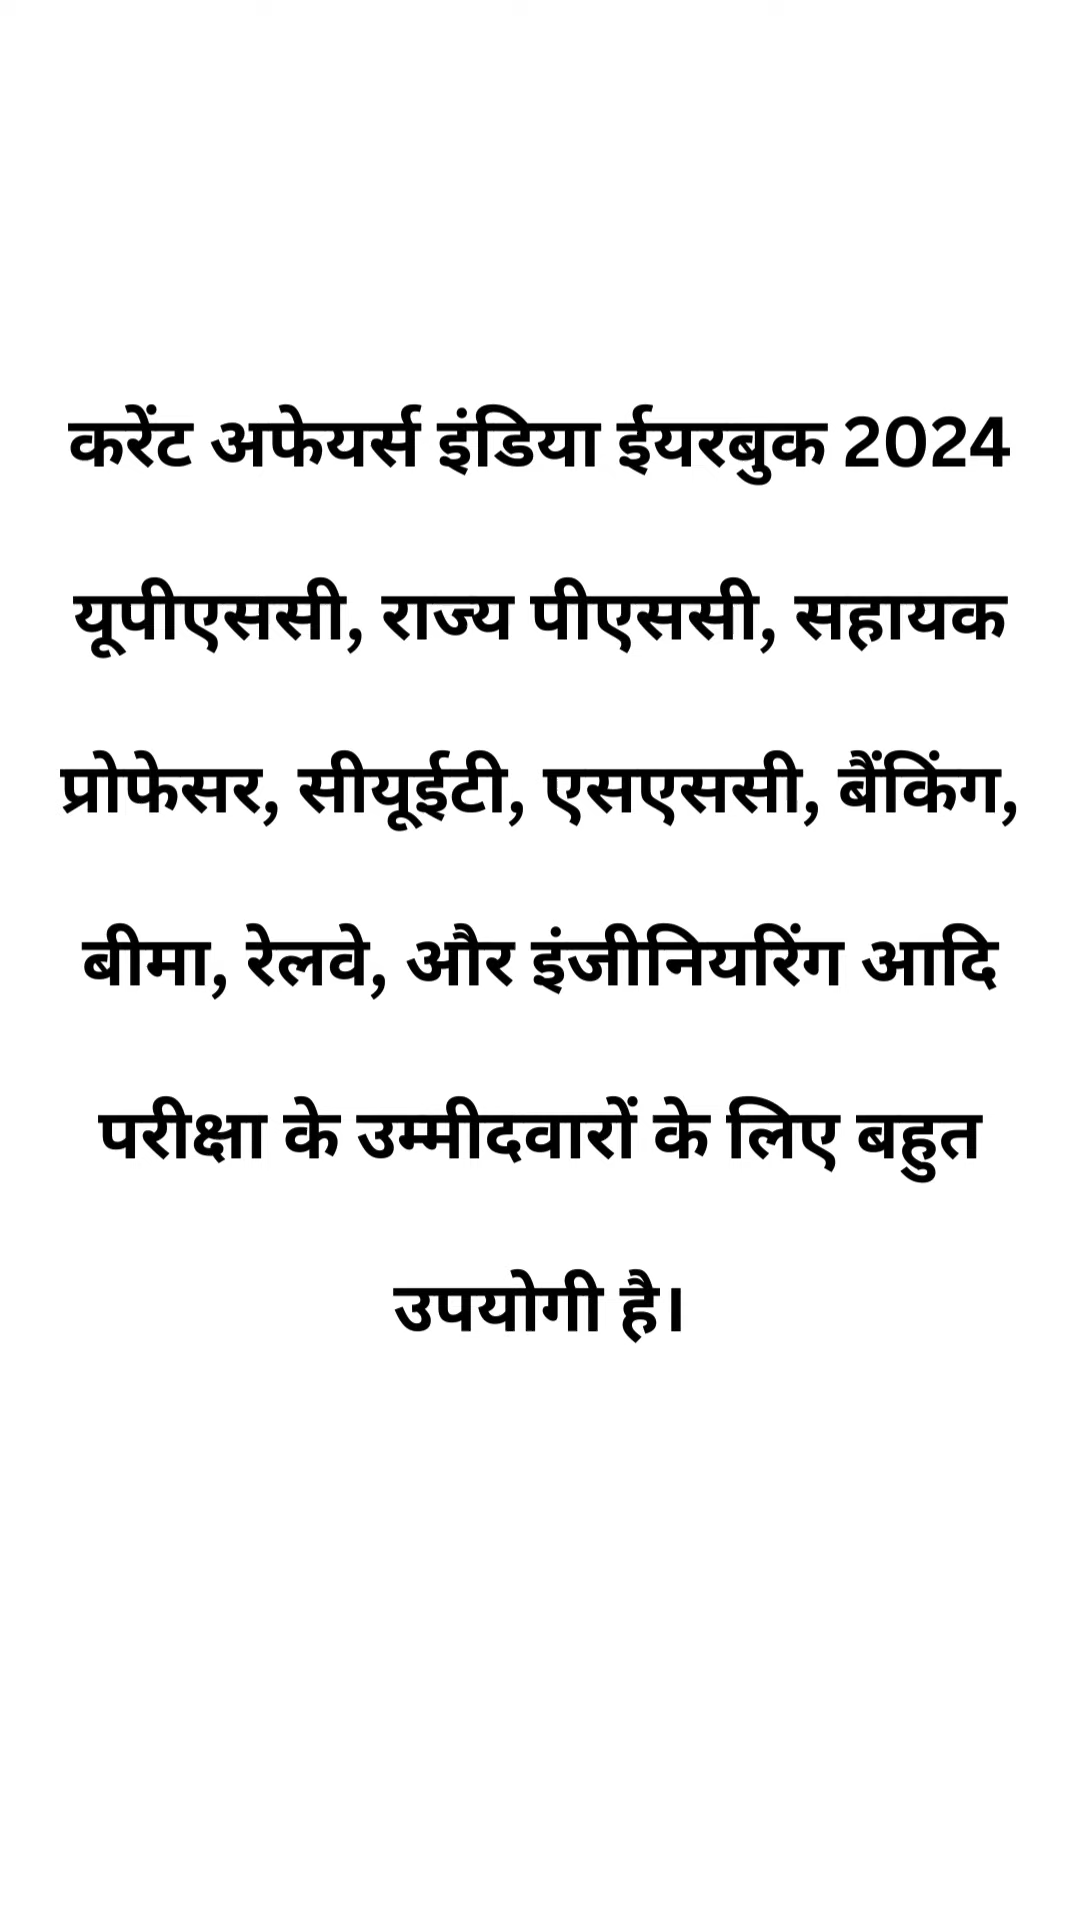 करेंट अफेयर्स इंडिया ईयरबुक 2024
यूपीएससी, राज्य पीएससी, सहायक
प्रोफेसर, सीयूईटी, एसएससी, बैंकिंग,
बीमा, रेलवे, और इंजीनियरिंग आदि
परीक्षा के उम्मीदवारों के लिए बहुत
उपयोगी है।